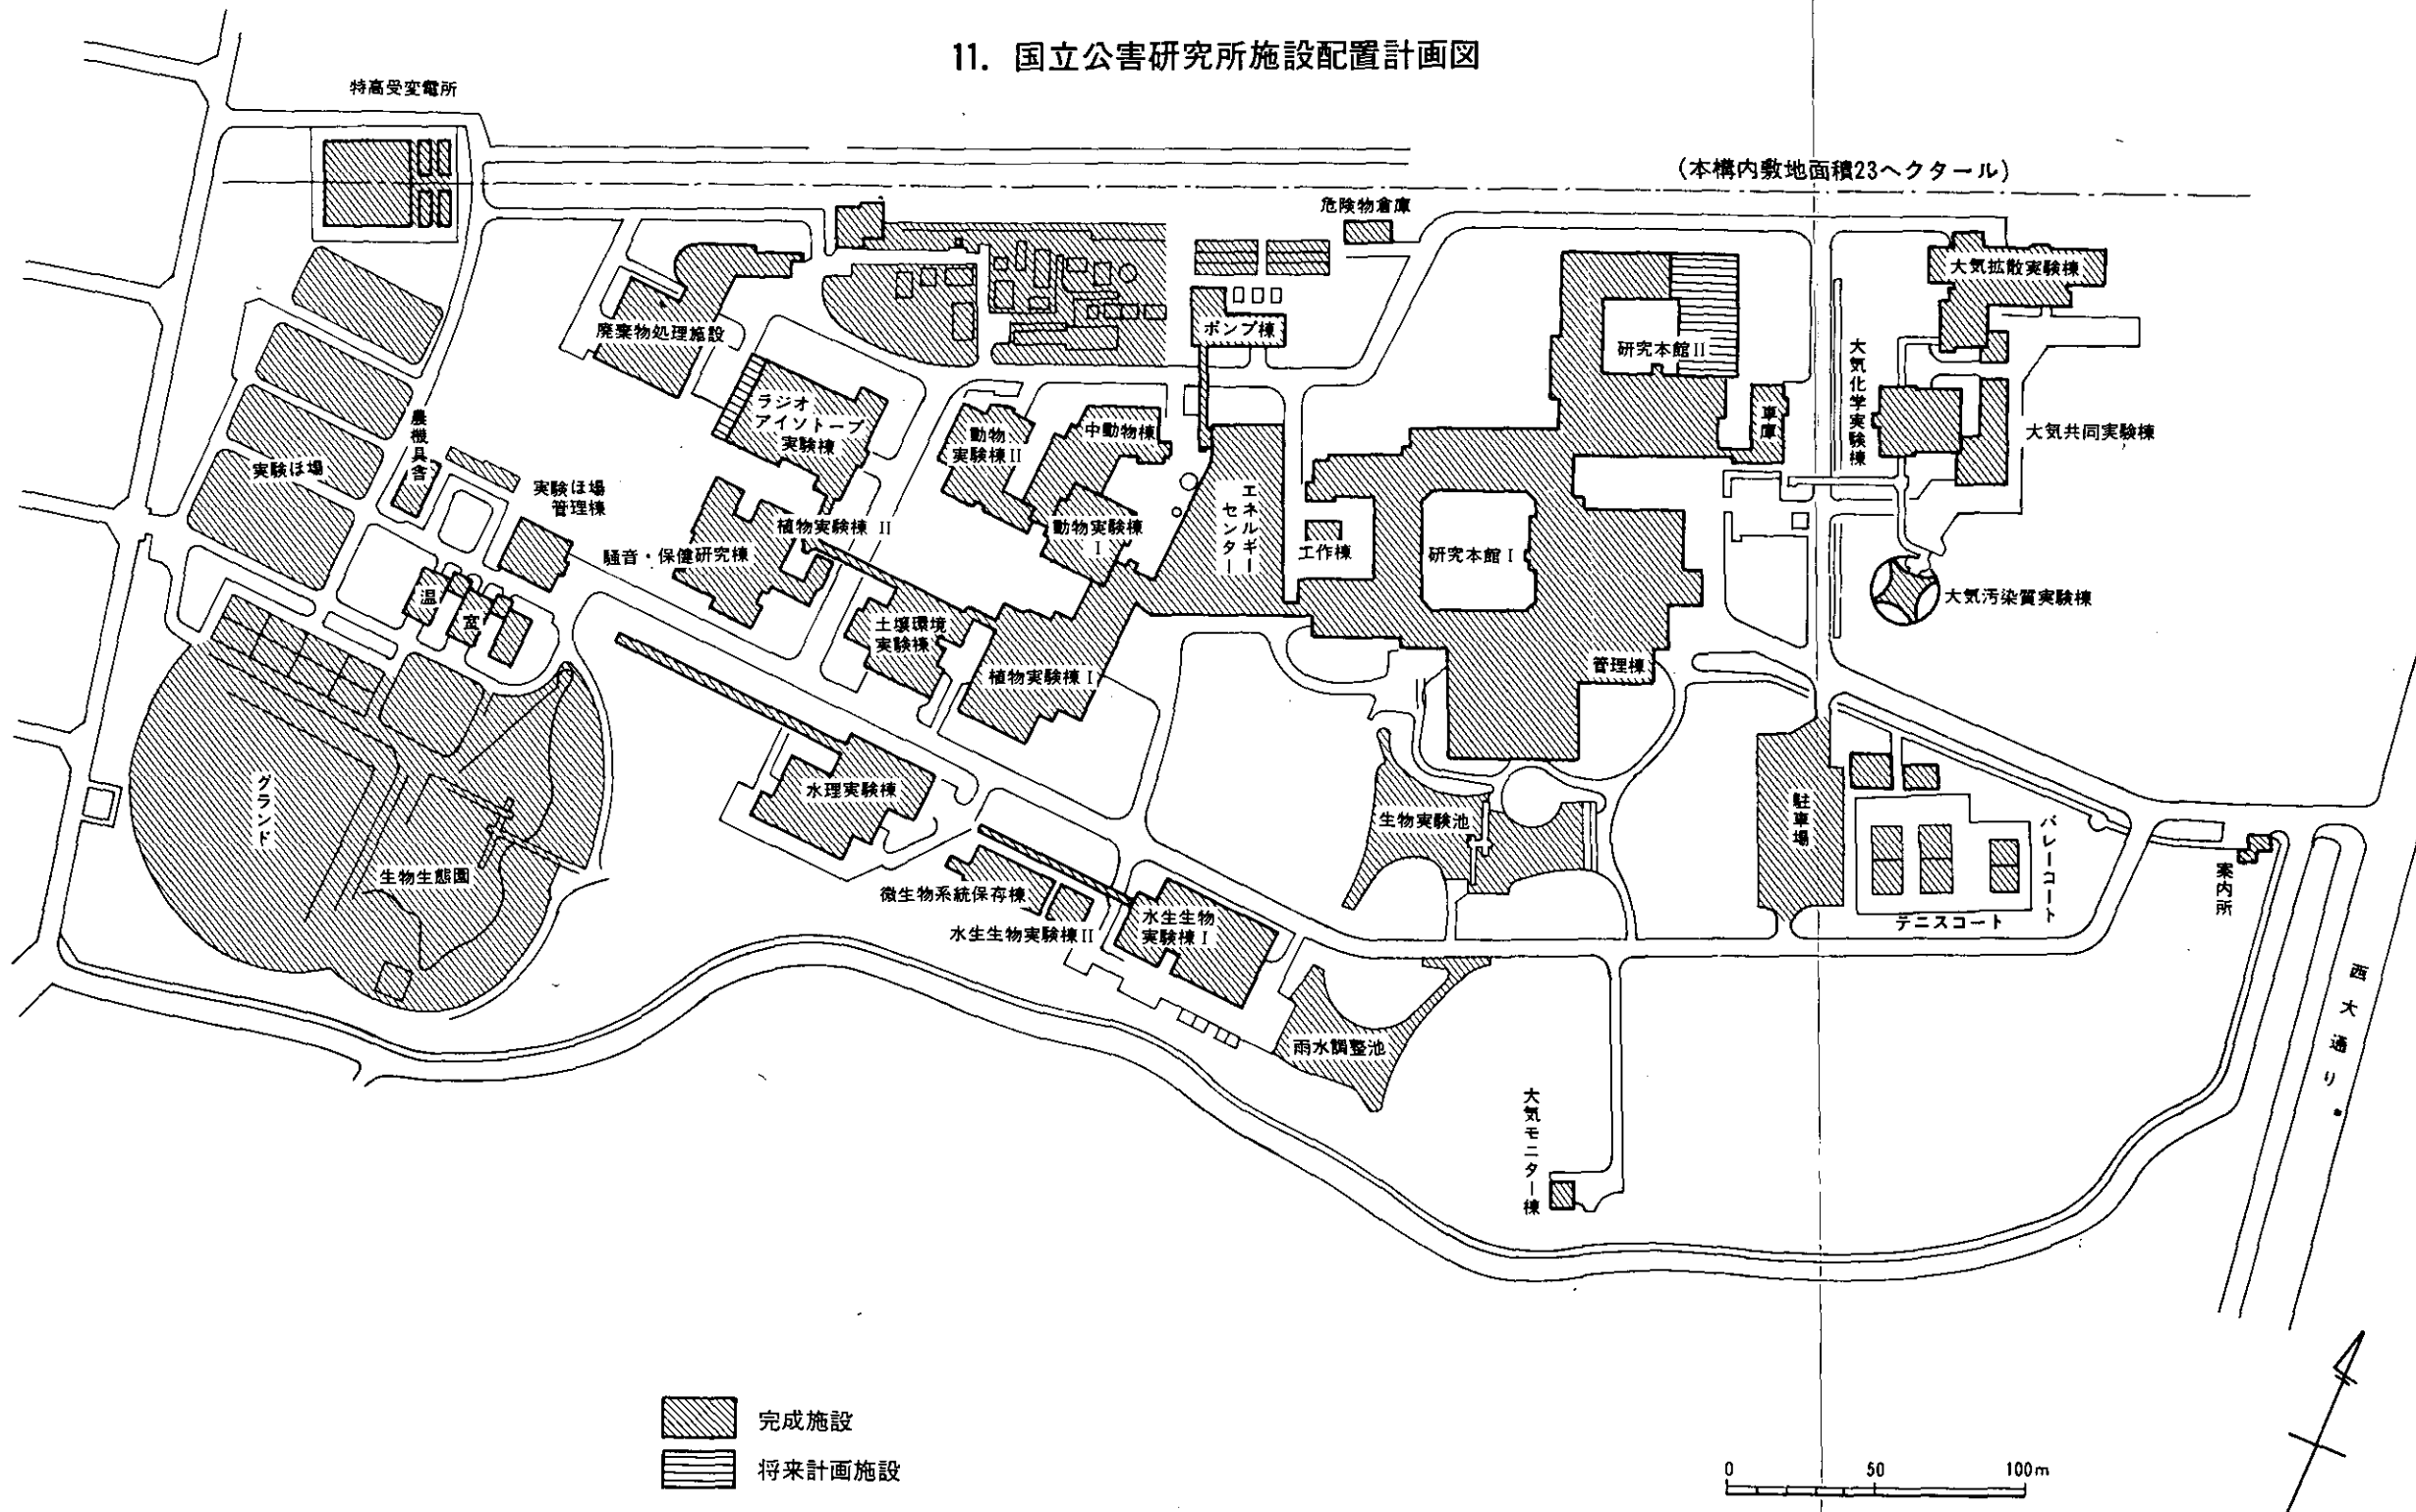 11. 国立公害研究所施設配置計画図
特高受変電所
(本構内敷地面積23ヘクタール)
危険物倉庫
大気拡散実験棟
廃棄物処理施設
ポンプ棟
研究本館II
大気化学実験棟
車庫
大気共同実験棟
ラジオ
アイソトープ
実験棟
動物
実験棟II
中動物棟
農機具舎
実験ほ場
実験ほ場
管理棟
植物実験棟 II
騒音・保健研究棟
動物実験棟
I
エネルギー
センター
工作棟
研究本館 I
大気汚染質実験棟
温
室
土壌環境
実験棟
植物実験棟 I
管理棟
グランド
水理実験棟
生物実験池
駐車場
バレーコート
テニスコート
案内所
生物生態園
微生物系統保存棟
水生生物実験棟II
水生生物
実験棟 I
西大通り
雨水調整池
大気モニター棟
完成施設
将来計画施設
0 50 100m